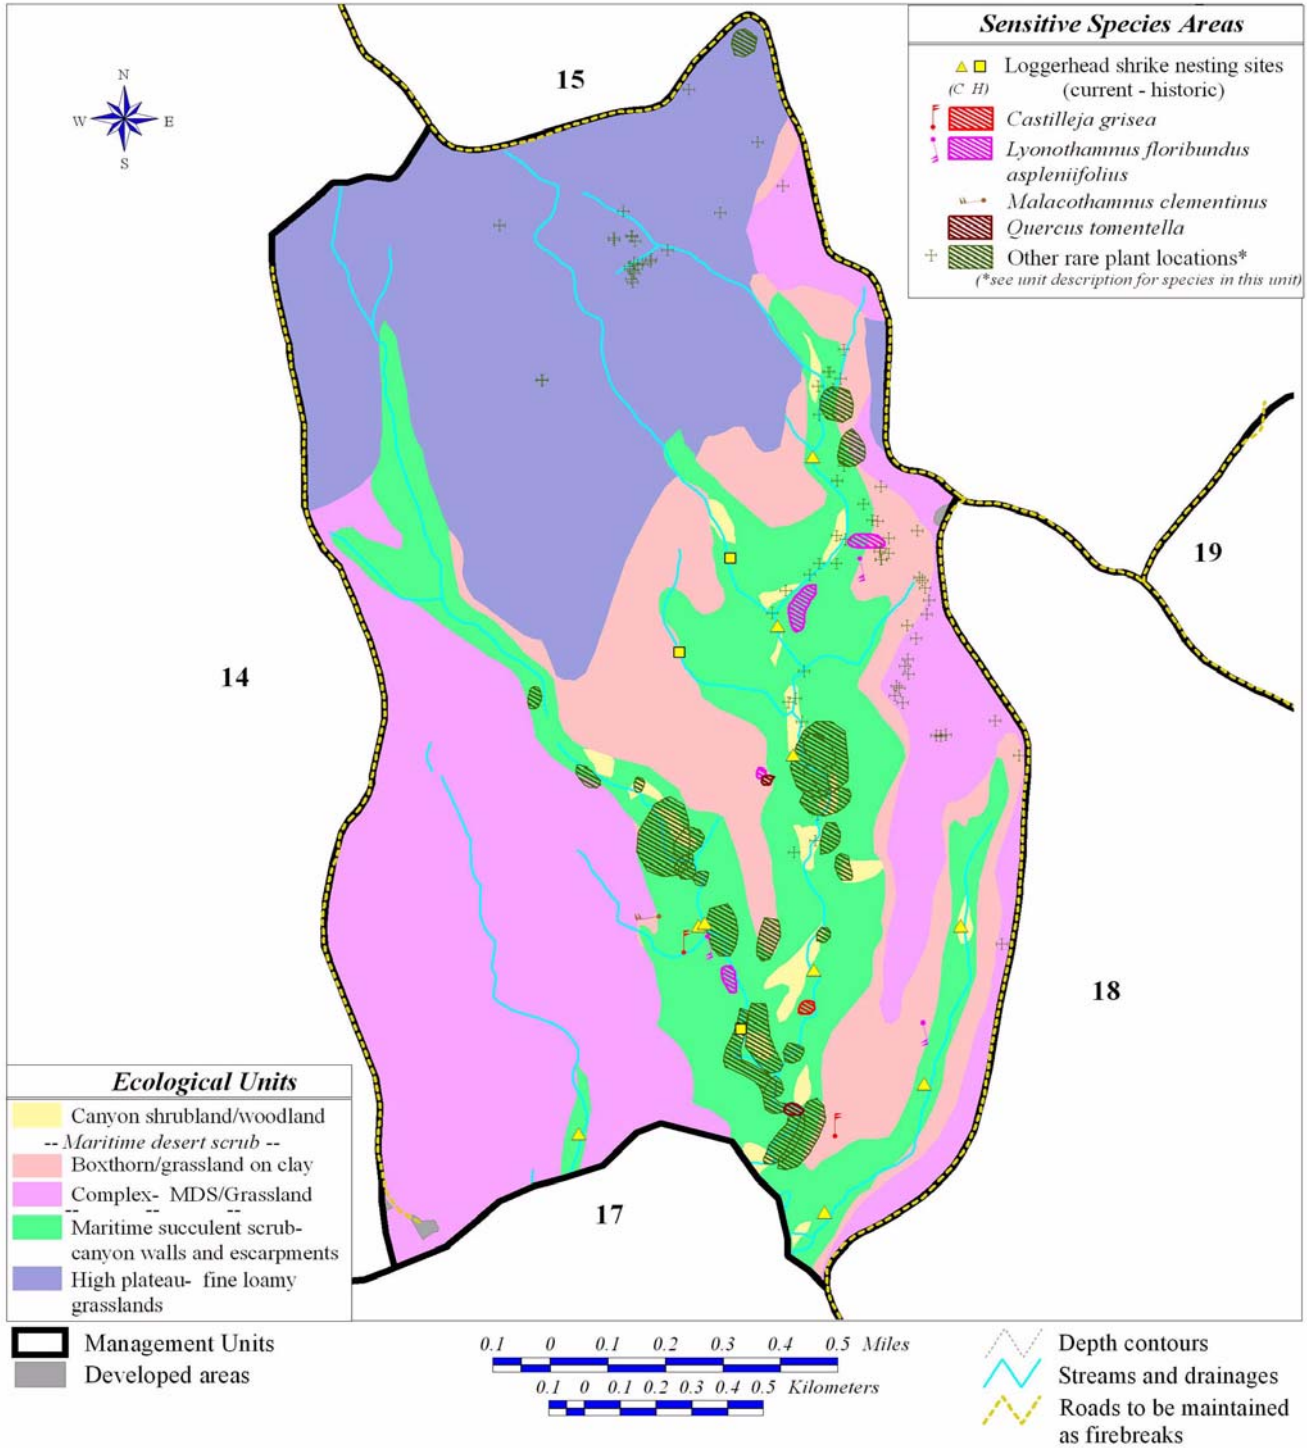 Sensitive Species Areas
Loggerhead shrike nesting sites
(C H)
(current - historic)
Castilleja grisea
Lyonothamnus floribundus
aspleniifolius
Malacothamnus clementinus
Quercus tomentella
Other rare plant locations*
(*see unit description for species in this unit)
N
W E
S
15
19
14
18
17
Ecological Units
Canyon shrubland/woodland
-- Maritime desert scrub --
Boxthorn/grassland on clay
Complex- MDS/Grassland
-- -- --
Maritime succulent scrub-
canyon walls and escarpments
High plateau- fine loamy
grasslands
Management Units
Developed areas
0.1 0 0.1 0.2 0.3 0.4 0.5 Miles
0.1 0 0.1 0.2 0.3 0.4 0.5 Kilometers
Depth contours
Streams and drainages
Roads to be maintained
as firebreaks